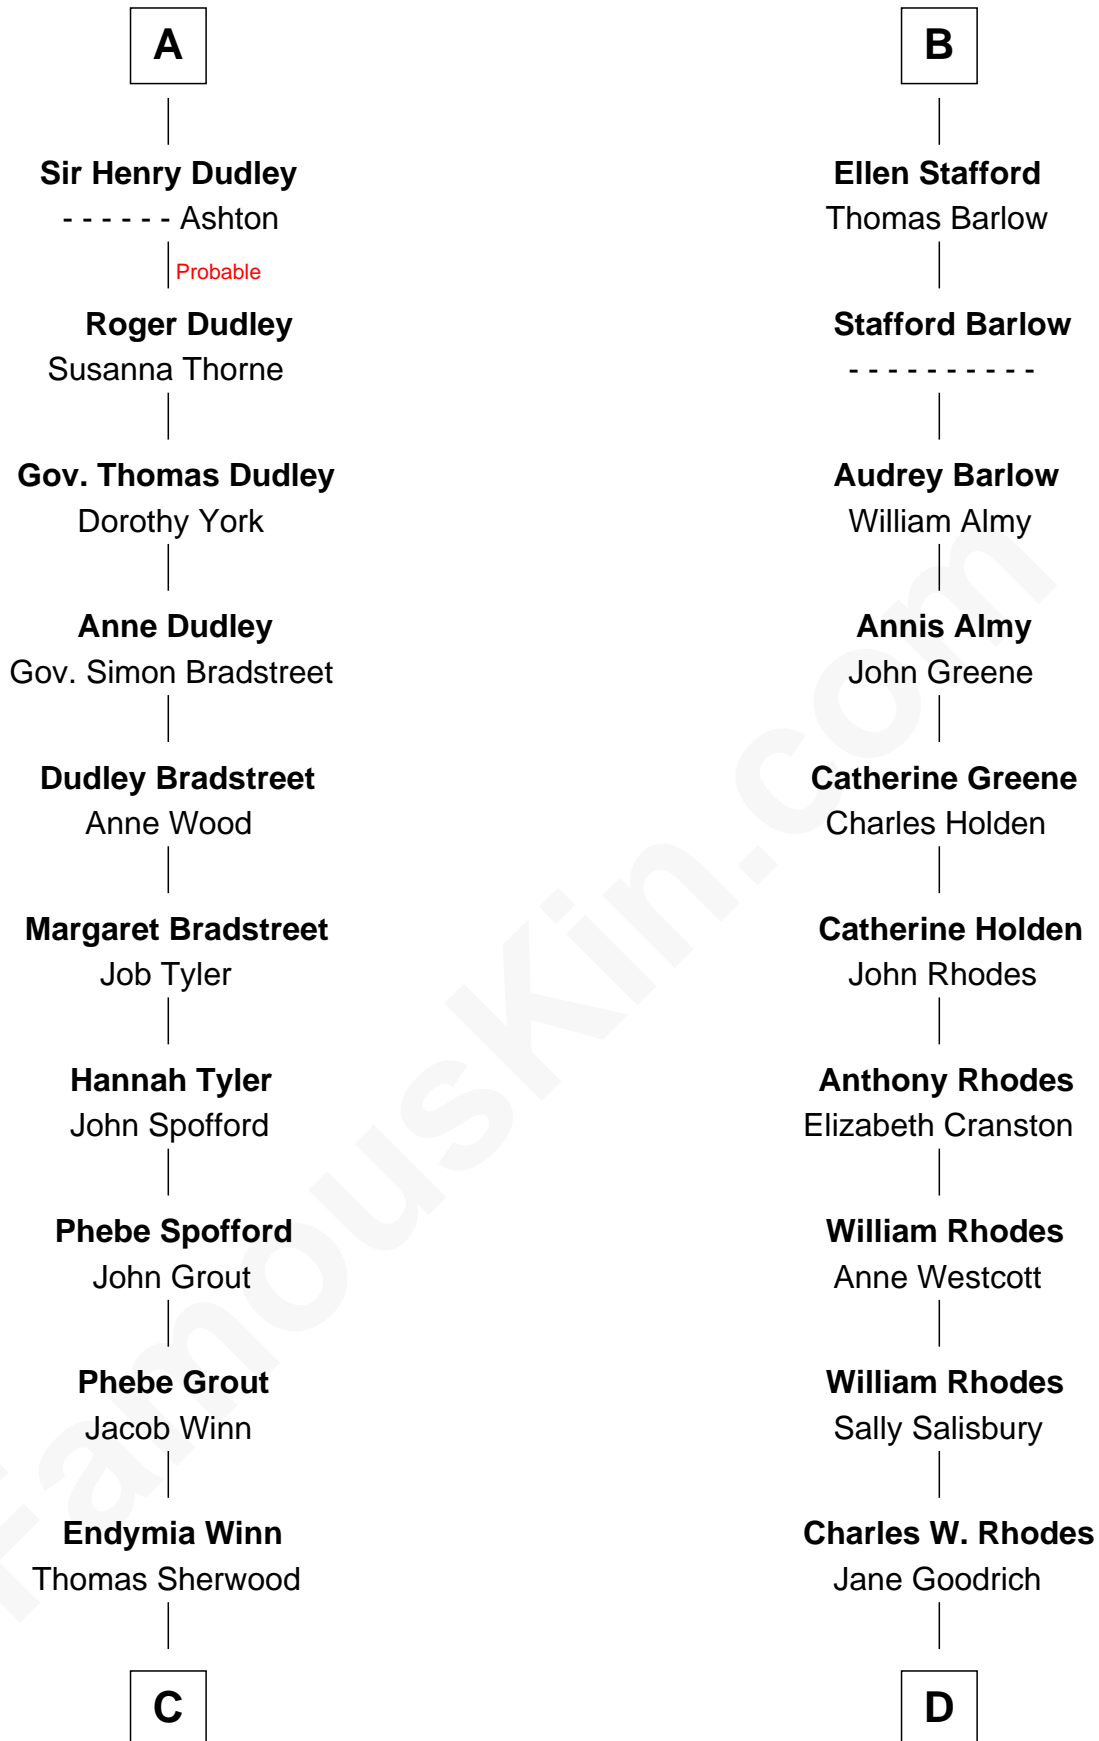 A
Sir Henry Dudley
- - - - - - Ashton
Probable
Roger Dudley
Susanna Thorne
Gov. Thomas Dudley
Dorothy York
Anne Dudley
Gov. Simon Bradstreet
Dudley Bradstreet
Anne Wood
Margaret Bradstreet
Job Tyler
Hannah Tyler
John Spofford
Phebe Spofford
John Grout
Phebe Grout
Jacob Winn
Endymia Winn
Thomas Sherwood
C
B
Ellen Stafford
Thomas Barlow
Stafford Barlow
- - - - - - - - - -
Audrey Barlow
William Almy
Annis Almy
John Greene
Catherine Greene
Charles Holden
Catherine Holden
John Rhodes
Anthony Rhodes
Elizabeth Cranston
William Rhodes
Anne Westcott
William Rhodes
Sally Salisbury
Charles W. Rhodes
Jane Goodrich
D
FamousKin.com